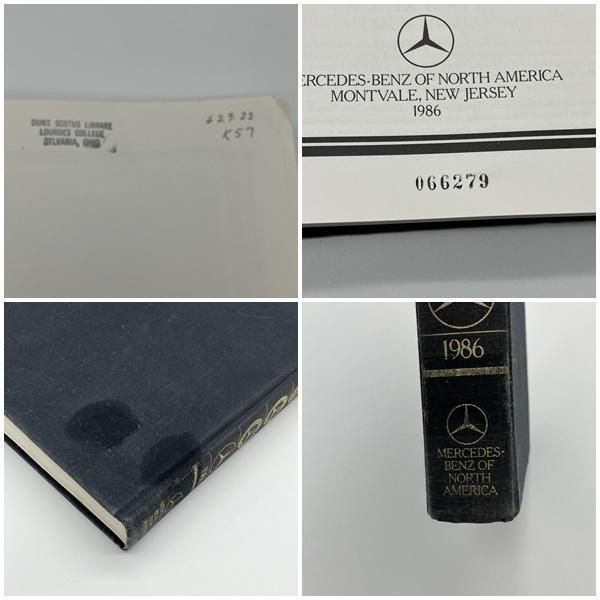 DUNS SCOTUS LIBRARY
LOURDES COLLEGE
SYLVANIA, OHIO
629.22
K57
ERCEDES-BENZ OF NORTH AMERICA
MONTVALE, NEW JERSEY
1986
066279
1986
MERCEDES-
BENZ OF
NORTH
AMERICA